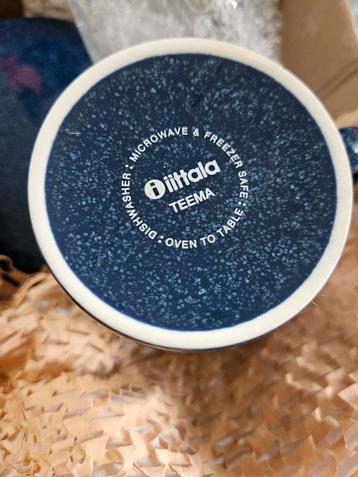 iittala
TEEMA
DISHWASHER · MICROWAVE & FREEZER SAFE · OVEN TO TABLE ·